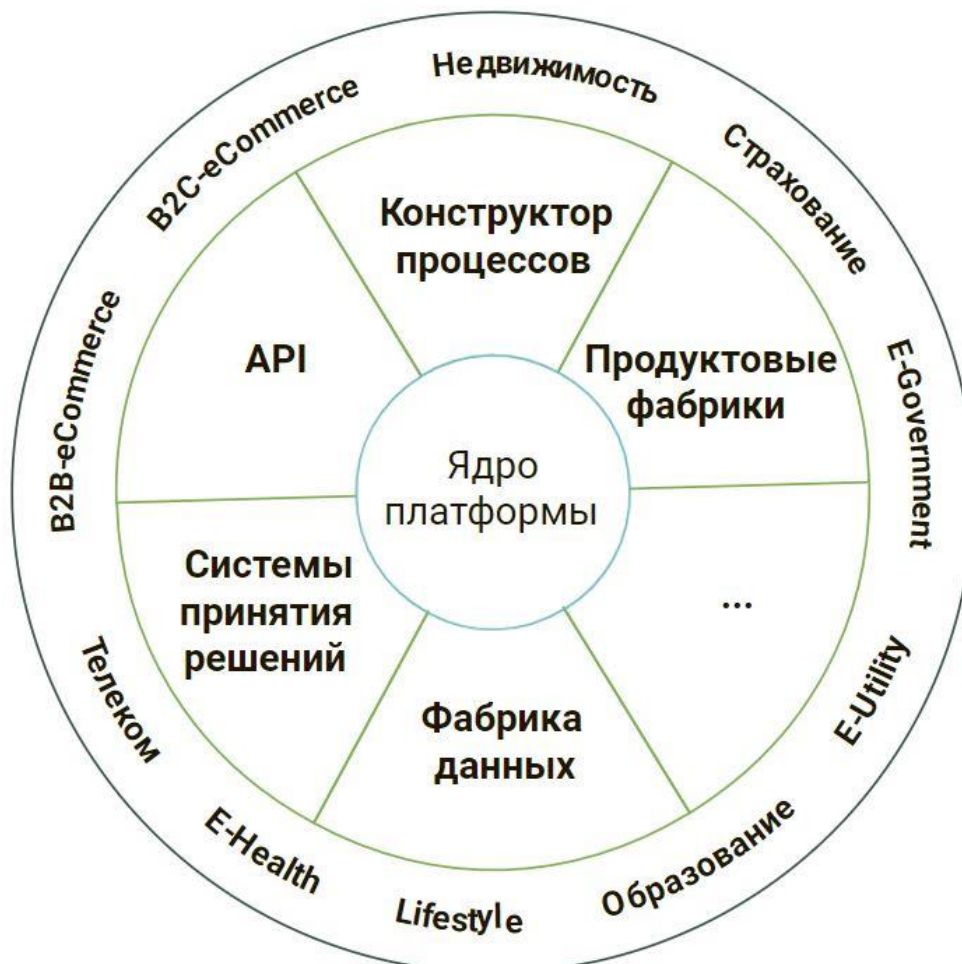 Недвижимость
Страхование
E-Government
E-Utility
Образование
Lifestyle
E-Health
Телеком
B2B-eCommerce
B2C-eCommerce
Конструктор
процессов
Продуктовые
фабрики
...
Фабрика
данных
Системы
принятия
решений
API
Ядро
платформы